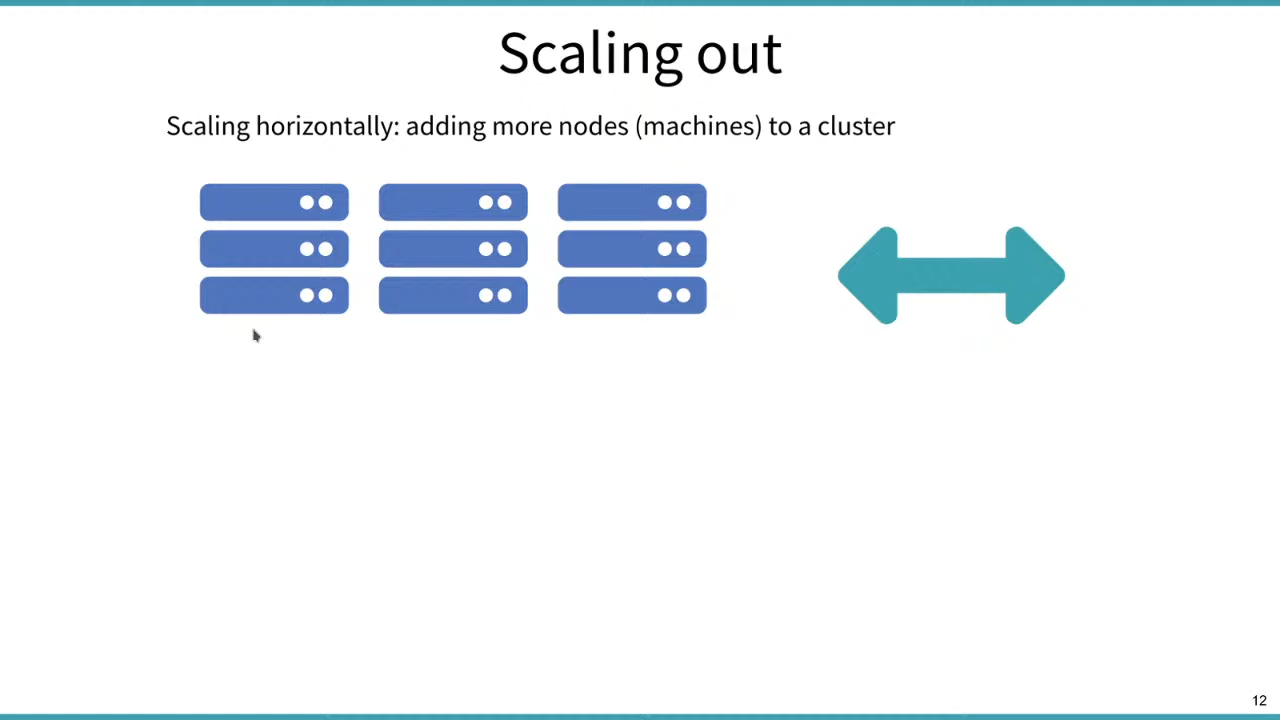 Scaling out
Scaling horizontally: adding more nodes (machines) to a cluster
12